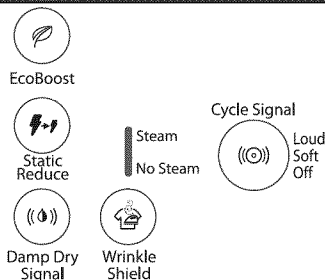 EcoBoost
Cycle Signal
Static
Reduce
Steam
No Steam
Loud
Soft
Off
Damp Dry
Signal
Wrinkle
Shield